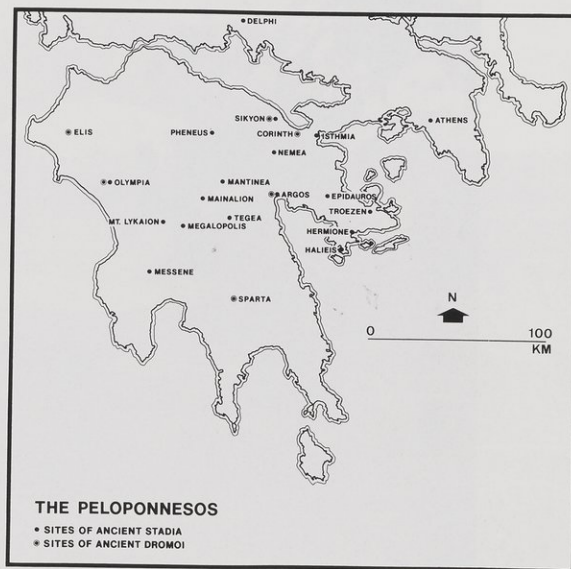 DELPHI
SIKYON
ATHENS
ELIS
PHENEUS
CORINTH
ISTHMIA
NEMEA
OLYMPIA
MANTINEA
MAINALION
ARGOS
EPIDAUROS
TROEZEN
MT. LYKAION
TEGEA
MEGALOPOLIS
HERMIONE
HALIEIS
MESSENE
SPARTA
N
0 100
KM
THE PELOPONNESOS
SITES OF ANCIENT STADIA
SITES OF ANCIENT DROMOI